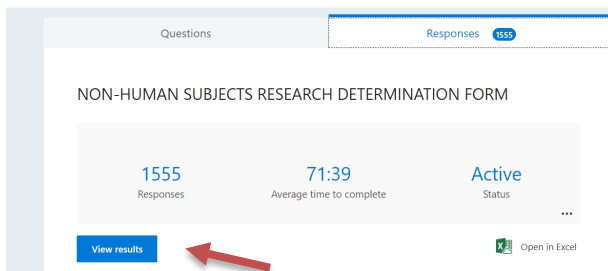 Questions
Responses 1555
NON-HUMAN SUBJECTS RESEARCH DETERMINATION FORM
1555 71:39 Active
Responses Average time to complete Status
View results Open in Excel